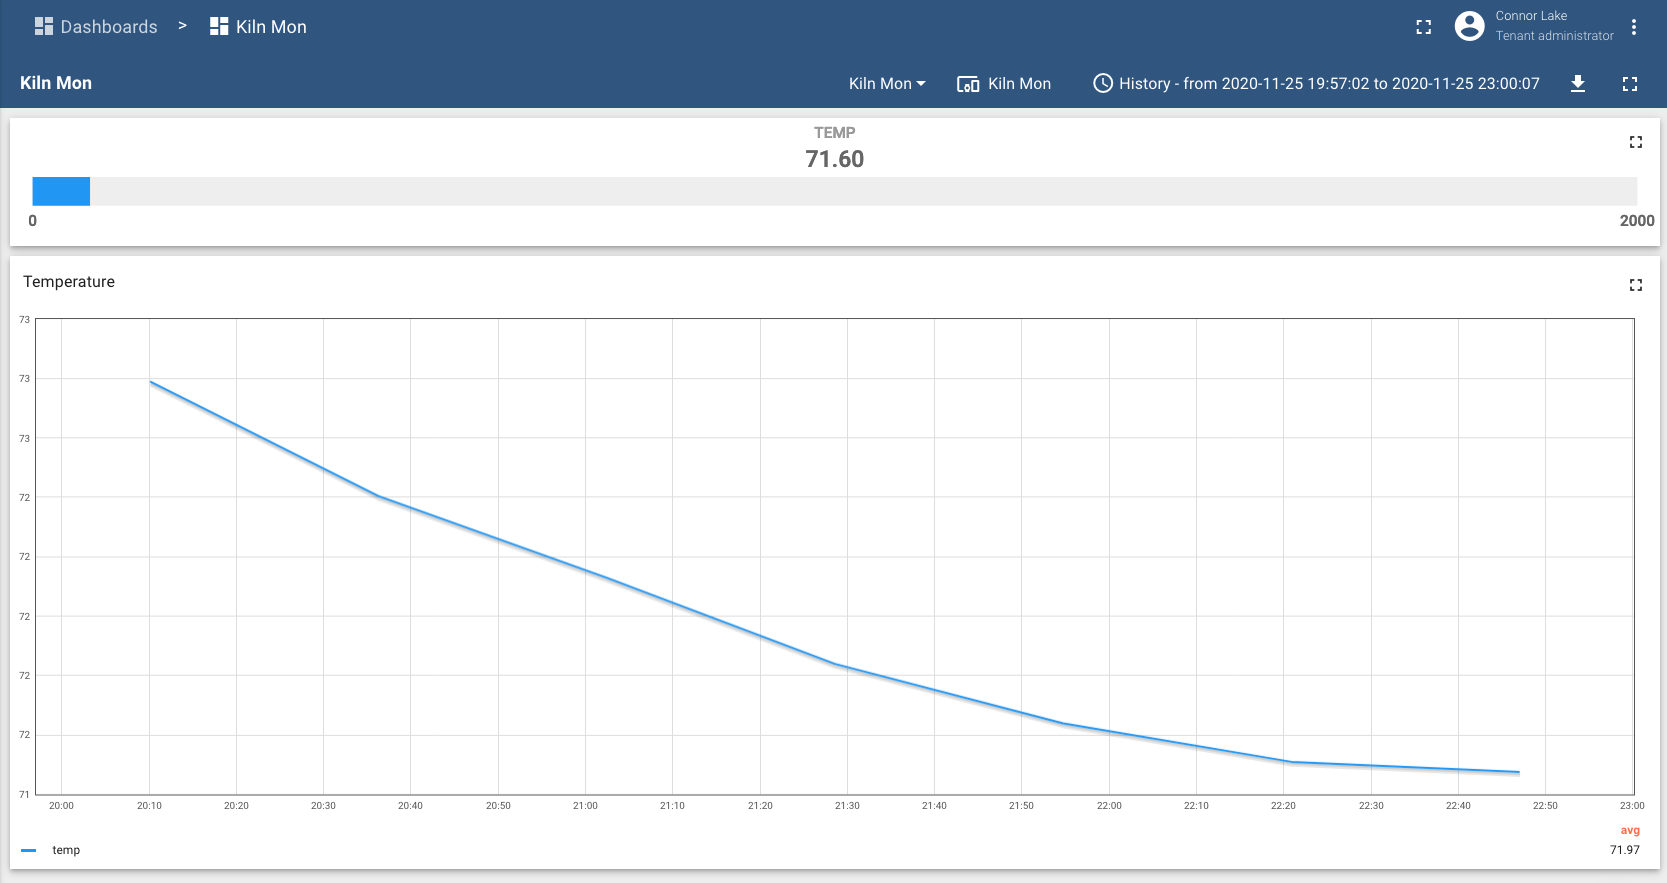 Dashboards > Kiln Mon
Connor Lake
Tenant administrator
Kiln Mon
Kiln Mon
Kiln Mon
History - from 2020-11-25 19:57:02 to 2020-11-25 23:00:07
TEMP
71.60
0 2000
Temperature
73
73
73
72
72
72
72
72
71
20:00 20:10 20:20 20:30 20:40 20:50 21:00 21:10 21:20 21:30 21:40 21:50 22:00 22:10 22:20 22:30 22:40 22:50 23:00
avg
temp 71.97